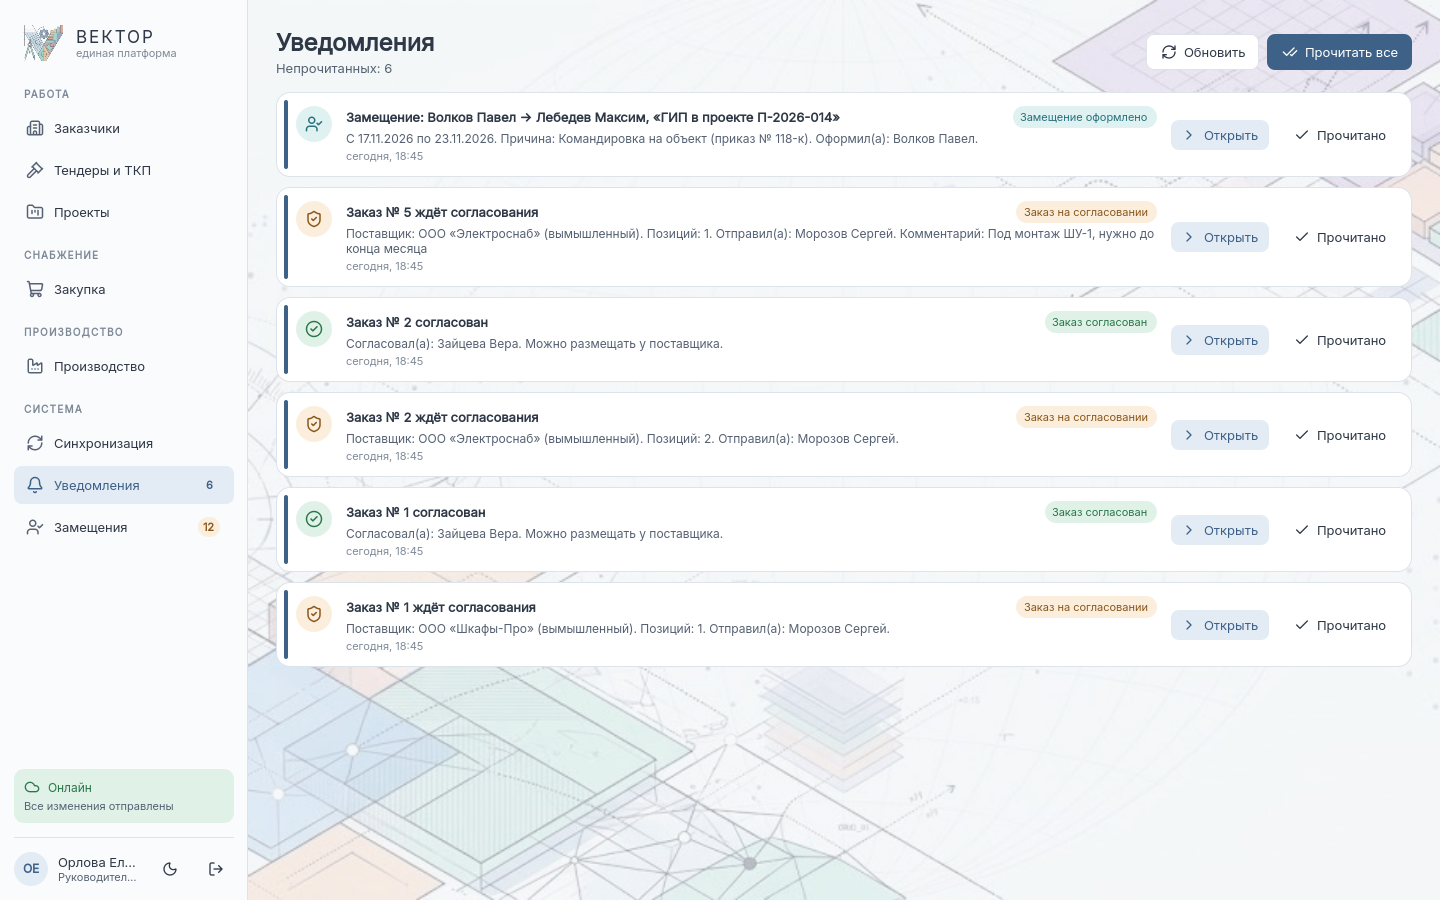 ВЕКТОР
единая платформа
РАБОТА
Заказчики
Тендеры и ТКП
Проекты
СНАБЖЕНИЕ
Закупка
ПРОИЗВОДСТВО
Производство
СИСТЕМА
Синхронизация
Уведомления 6
Замещения 12
Онлайн
Все изменения отправлены
ОЕ
Орлова Ел...
Руководител...
Уведомления
Непрочитанных: 6
Обновить
Прочитать все
Замещение: Волков Павел → Лебедев Максим, «ГИП в проекте П-2026-014»
Замещение оформлено
С 17.11.2026 по 23.11.2026. Причина: Командировка на объект (приказ № 118-к). Оформил(а): Волков Павел.
сегодня, 18:45
Открыть
Прочитано
Заказ № 5 ждёт согласования
Заказ на согласовании
Поставщик: ООО «Электроснаб» (вымышленный). Позиций: 1. Отправил(а): Морозов Сергей. Комментарий: Под монтаж ШУ-1, нужно до
конца месяца
сегодня, 18:45
Открыть
Прочитано
Заказ № 2 согласован
Заказ согласован
Согласовал(а): Зайцева Вера. Можно размещать у поставщика.
сегодня, 18:45
Открыть
Прочитано
Заказ № 2 ждёт согласования
Заказ на согласовании
Поставщик: ООО «Электроснаб» (вымышленный). Позиций: 2. Отправил(а): Морозов Сергей.
сегодня, 18:45
Открыть
Прочитано
Заказ № 1 согласован
Заказ согласован
Согласовал(а): Зайцева Вера. Можно размещать у поставщика.
сегодня, 18:45
Открыть
Прочитано
Заказ № 1 ждёт согласования
Заказ на согласовании
Поставщик: ООО «Шкафы-Про» (вымышленный). Позиций: 1. Отправил(а): Морозов Сергей.
сегодня, 18:45
Открыть
Прочитано